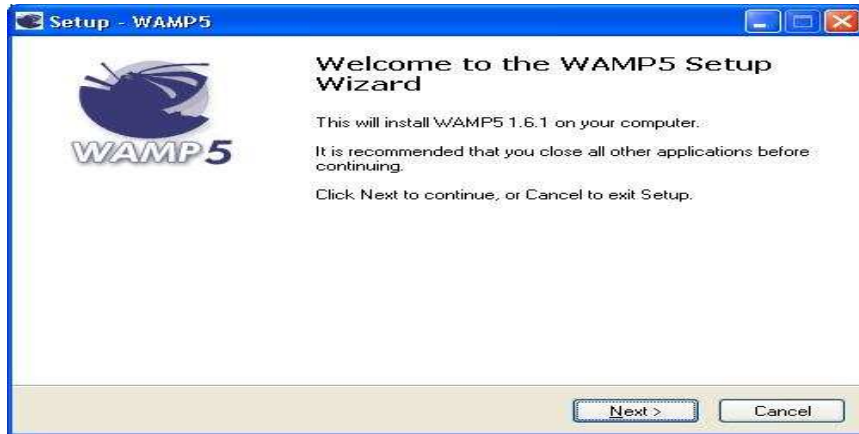 Setup - WAMP5
WAMP5
Welcome to the WAMP5 Setup
Wizard
This will install WAMP5 1.6.1 on your computer.
It is recommended that you close all other applications before
continuing.
Click Next to continue, or Cancel to exit Setup.
Next >
Cancel